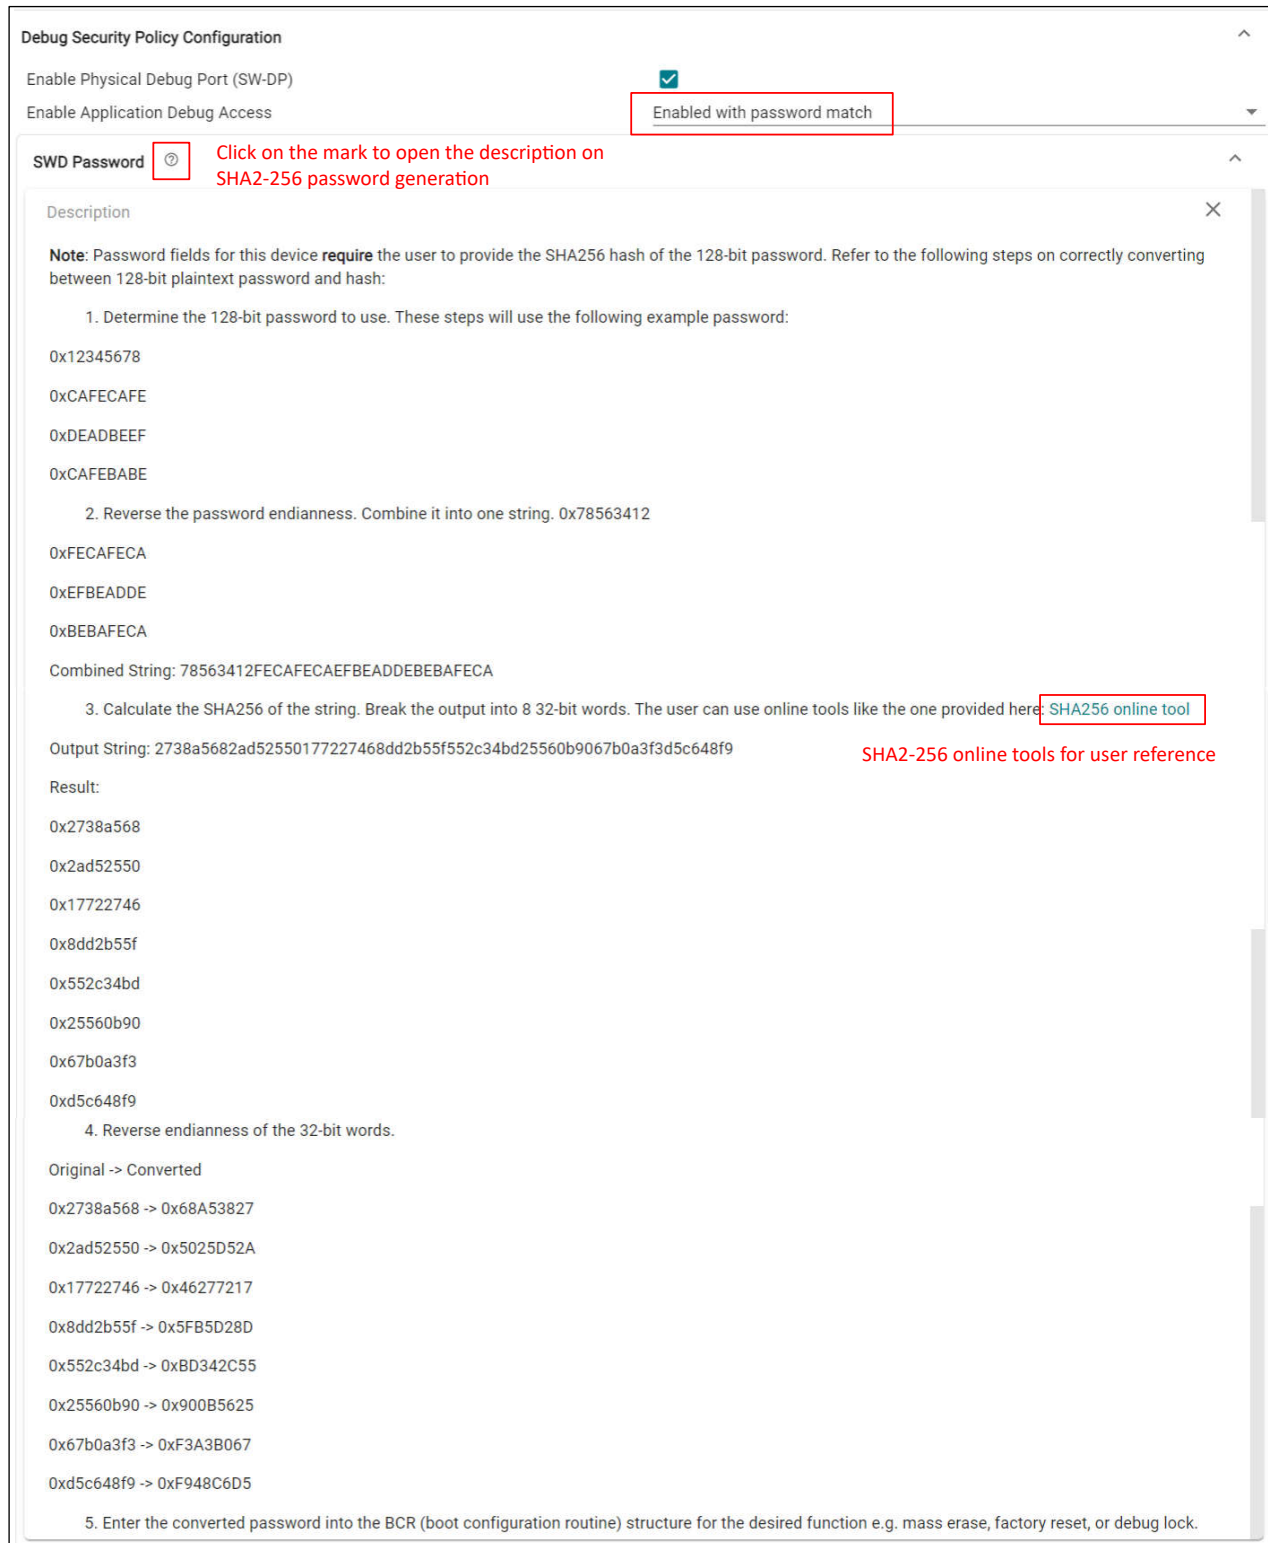 Debug Security Policy Configuration
Enable Physical Debug Port (SW-DP)
Enable Application Debug Access
Enabled with password match
SWD Password
Click on the mark to open the description on
SHA2-256 password generation
Description
Note: Password fields for this device require the user to provide the SHA256 hash of the 128-bit password. Refer to the following steps on correctly converting
between 128-bit plaintext password and hash:
1. Determine the 128-bit password to use. These steps will use the following example password:
0x12345678
0xCAFECAFE
0xDEADBEEF
0xCAFEBABE
2. Reverse the password endianness. Combine it into one string. 0x78563412
0xFECAFECA
0xEFBEADDE
0xBEBAFECA
Combined String: 78563412FECAFECAEFBEADDEBEBAFECA
3. Calculate the SHA256 of the string. Break the output into 8 32-bit words. The user can use online tools like the one provided here: SHA256 online tool
Output String: 2738a5682ad52550177227468dd2b55f552c34bd25560b9067b0a3f3d5c648f9
SHA2-256 online tools for user reference
Result:
0x2738a568
0x2ad52550
0x17722746
0x8dd2b55f
0x552c34bd
0x25560b90
0x67b0a3f3
0xd5c648f9
4. Reverse endianness of the 32-bit words.
Original -> Converted
0x2738a568 -> 0x68A53827
0x2ad52550 -> 0x5025D52A
0x17722746 -> 0x46277217
0x8dd2b55f -> 0x5FB5D28D
0x552c34bd -> 0xBD342C55
0x25560b90 -> 0x900B5625
0x67b0a3f3 -> 0xF3A3B067
0xd5c648f9 -> 0xF948C6D5
5. Enter the converted password into the BCR (boot configuration routine) structure for the desired function e.g. mass erase, factory reset, or debug lock.